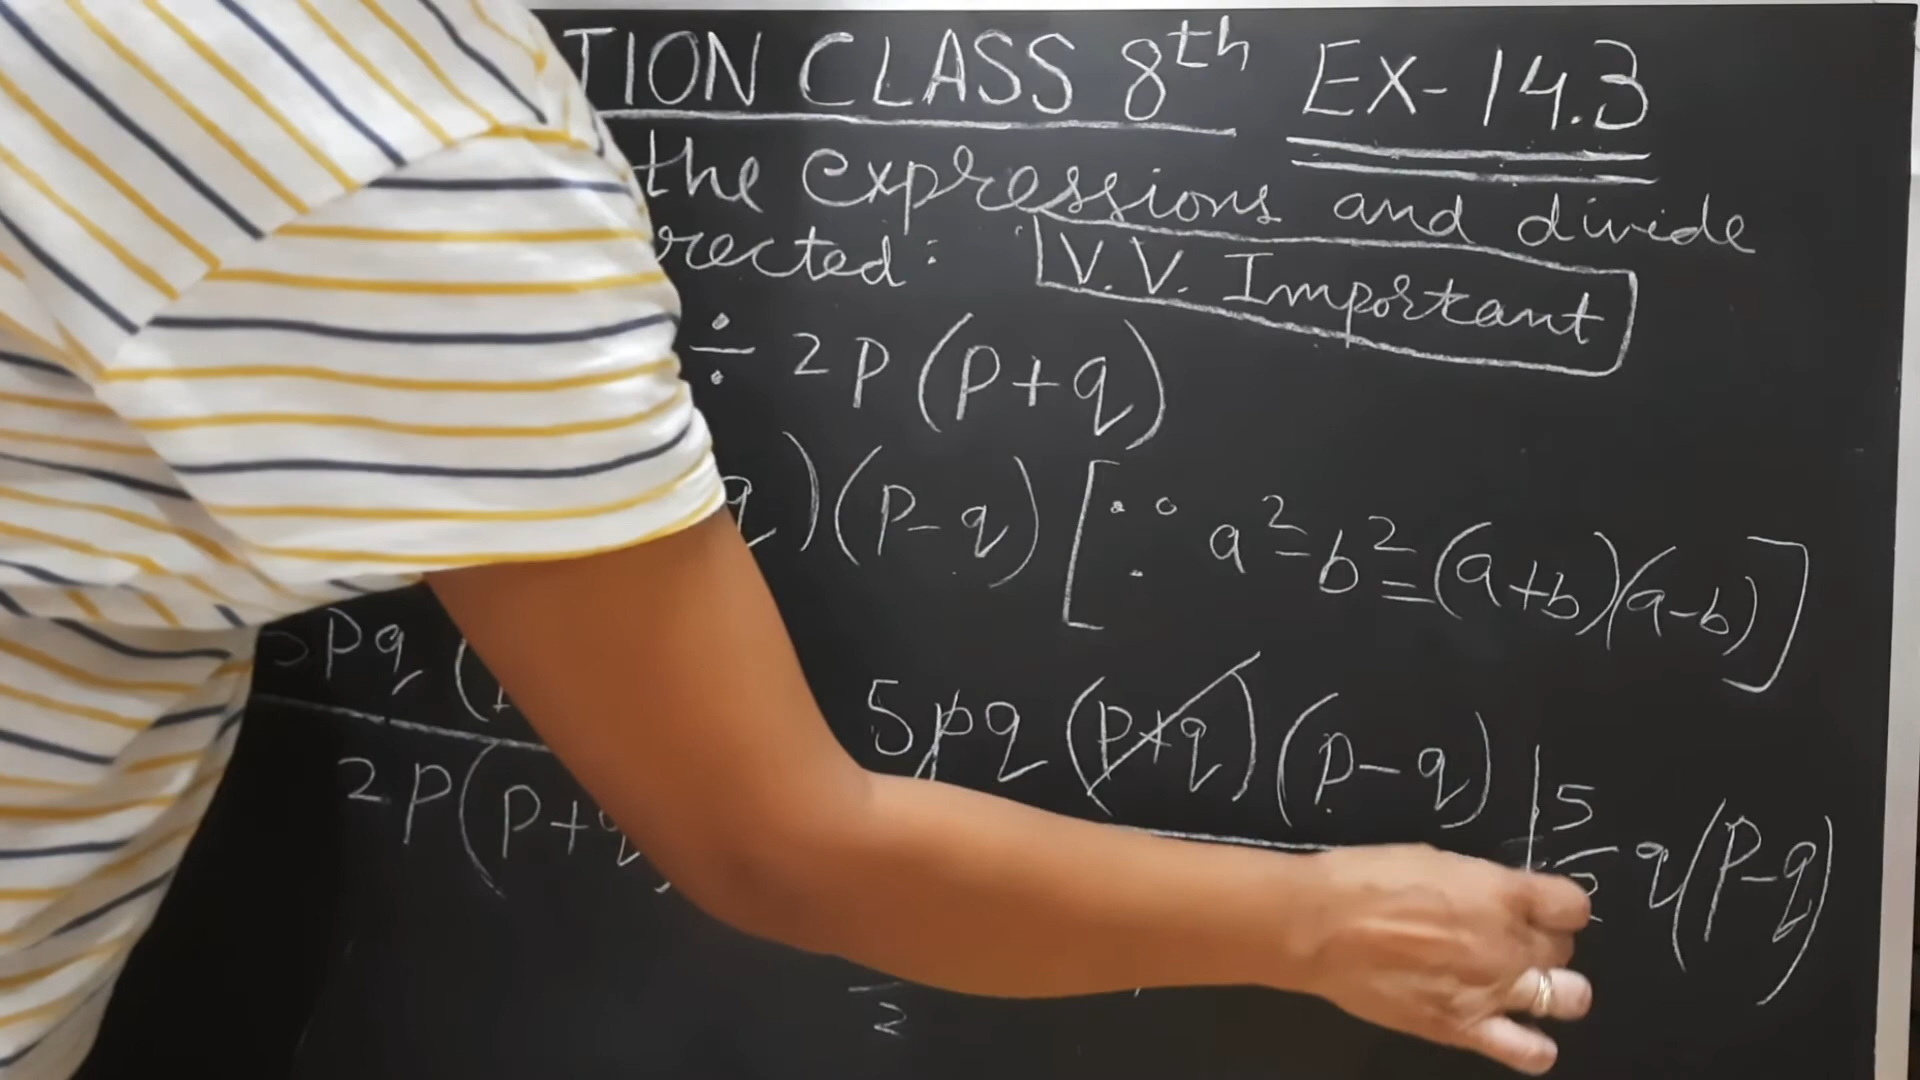 TION CLASS 8th EX-14.3
the expressions and divide
rected: V.V. Important
÷ 2p(p+q)
q)(p-q) [∵ a²-b²=(a+b)(a-b)]
5pq (
2p(p+q
5pq(p+q)(p-q)
5/2 q(p-q)
2